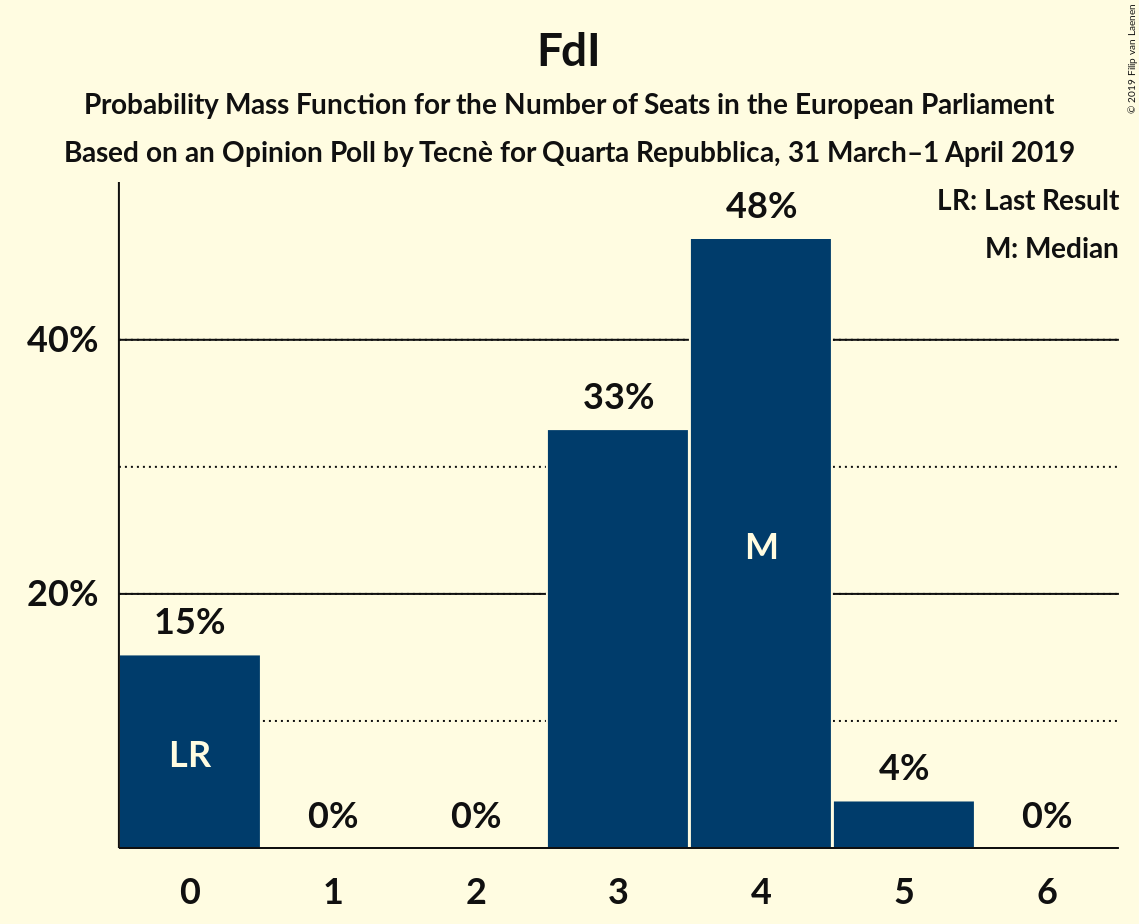 FdI
Probability Mass Function for the Number of Seats in the European Parliament
Based on an Opinion Poll by Tecnè for Quarta Repubblica, 31 March–1 April 2019
© 2019 Filip van Laenen
LR: Last Result
M: Median
48%
40%
33%
M
20%
15%
LR
4%
0%
0%
0%
0 1 2 3 4 5 6